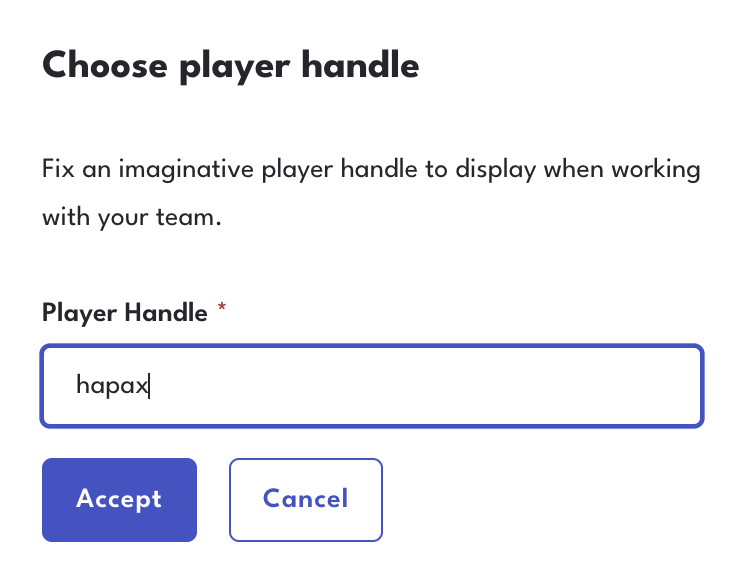 Choose player handle
Fix an imaginative player handle to display when working
with your team.
Player Handle *
hapax
Accept
Cancel